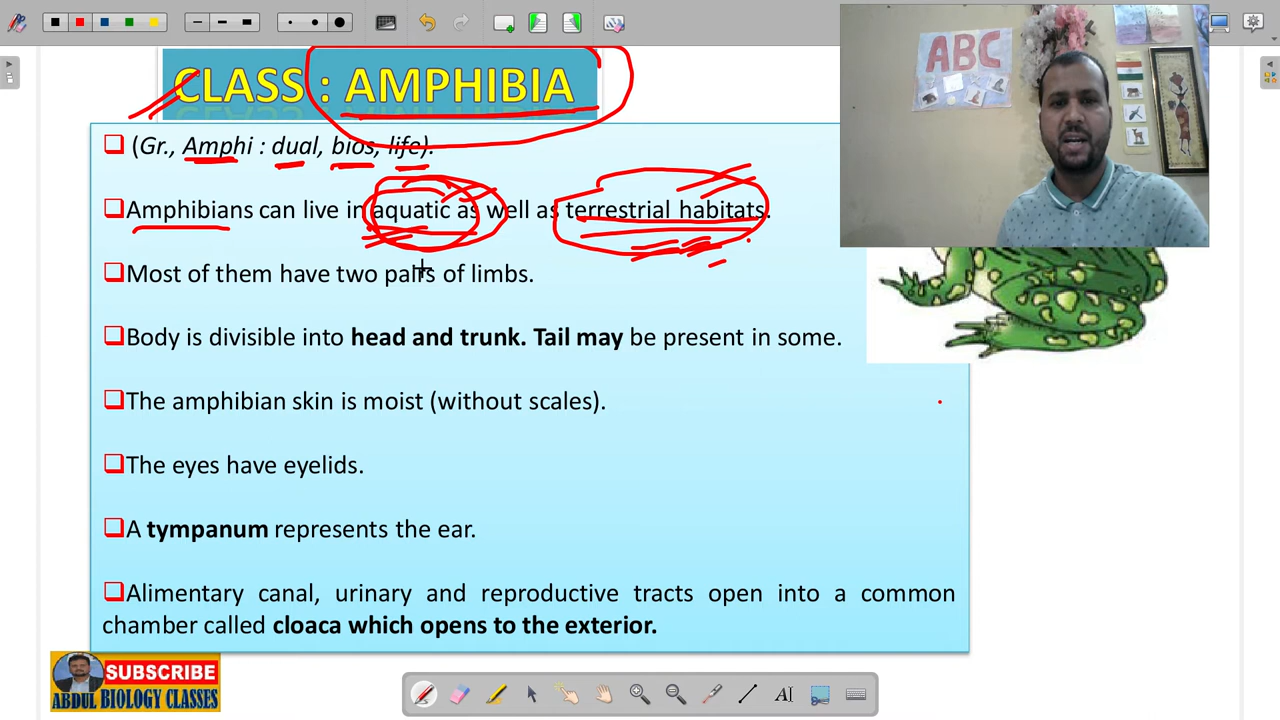 ABC
CLASS : AMPHIBIA
(Gr., Amphi : dual, bios, life).
Amphibians can live in aquatic as well as terrestrial habitats.
Most of them have two pairs of limbs.
Body is divisible into head and trunk. Tail may be present in some.
The amphibian skin is moist (without scales).
The eyes have eyelids.
A tympanum represents the ear.
Alimentary canal, urinary and reproductive tracts open into a common
chamber called cloaca which opens to the exterior.
SUBSCRIBE
ABDUL BIOLOGY CLASSES
AI